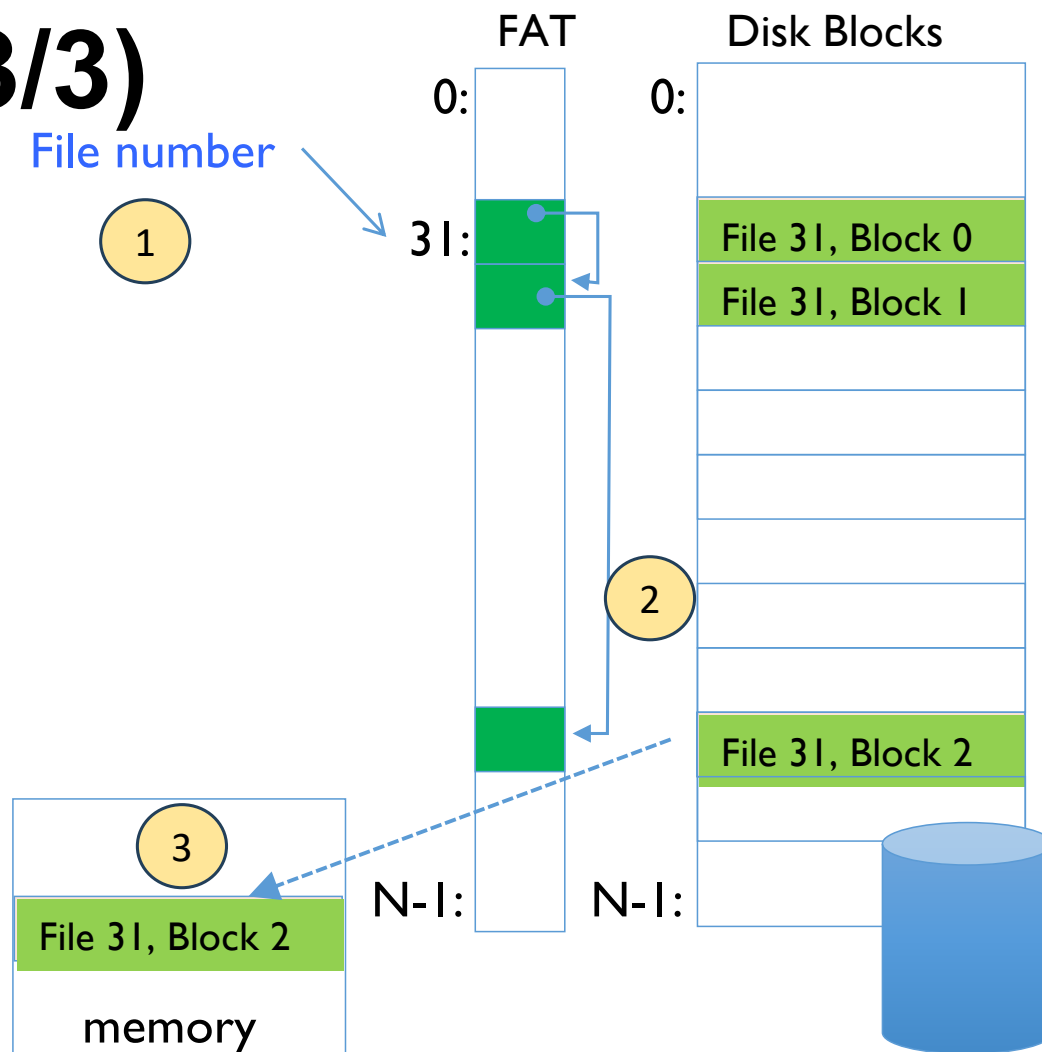 3/3)
FAT
Disk Blocks
0:
0:
File number
1
31:
File 31, Block 0
File 31, Block 1
2
File 31, Block 2
3
N-1:
N-1:
File 31, Block 2
memory